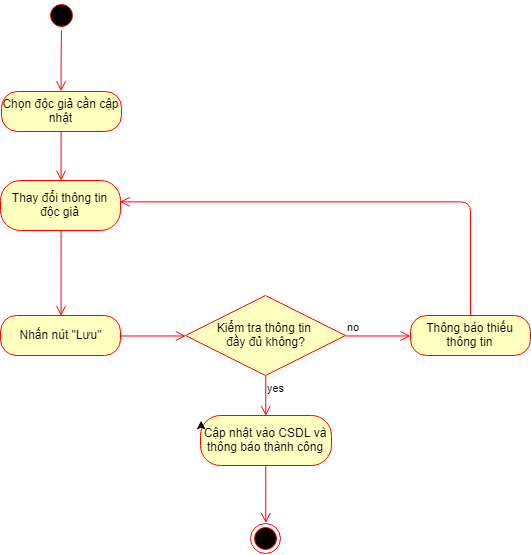 Chọn độc giả cần cập
nhật
Thay đổi thông tin
độc giả
Nhấn nút "Lưu"
Kiểm tra thông tin
đầy đủ không?
no
Thông báo thiếu
thông tin
yes
Cập nhật vào CSDL và
thông báo thành công